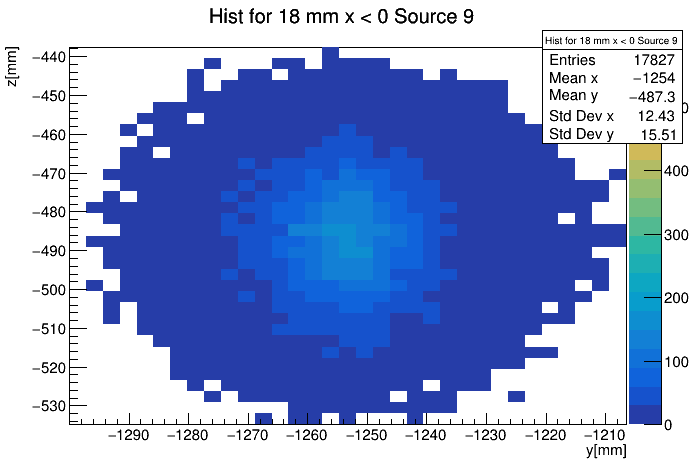 Hist for 18 mm x < 0 Source 9
z[mm]
Hist for 18 mm x < 0 Source 9
Entries 17827
Mean x −1254
Mean y −487.3
Std Dev x 12.43
Std Dev y 15.51
−440
−450
−460
−470
−480
−490
−500
−510
−520
−530
400
300
200
100
0
−1290 −1280 −1270 −1260 −1250 −1240 −1230 −1220 −1210
y[mm]